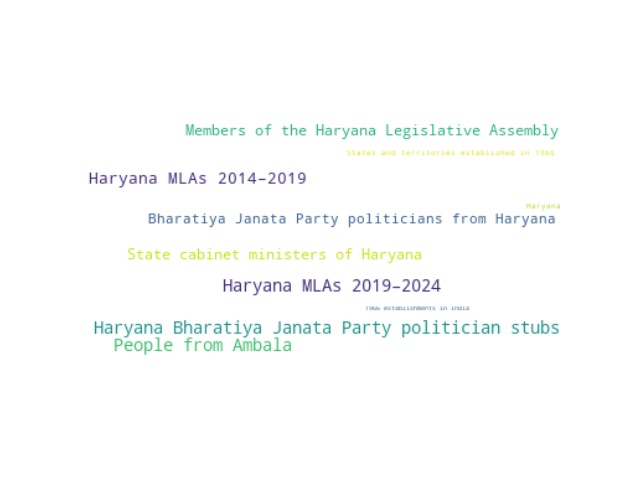 Members of the Haryana Legislative Assembly
States and territories established in 1966
Haryana MLAs 2014–2019
Haryana
Bharatiya Janata Party politicians from Haryana
State cabinet ministers of Haryana
Haryana MLAs 2019–2024
1966 establishments in India
Haryana Bharatiya Janata Party politician stubs
People from Ambala